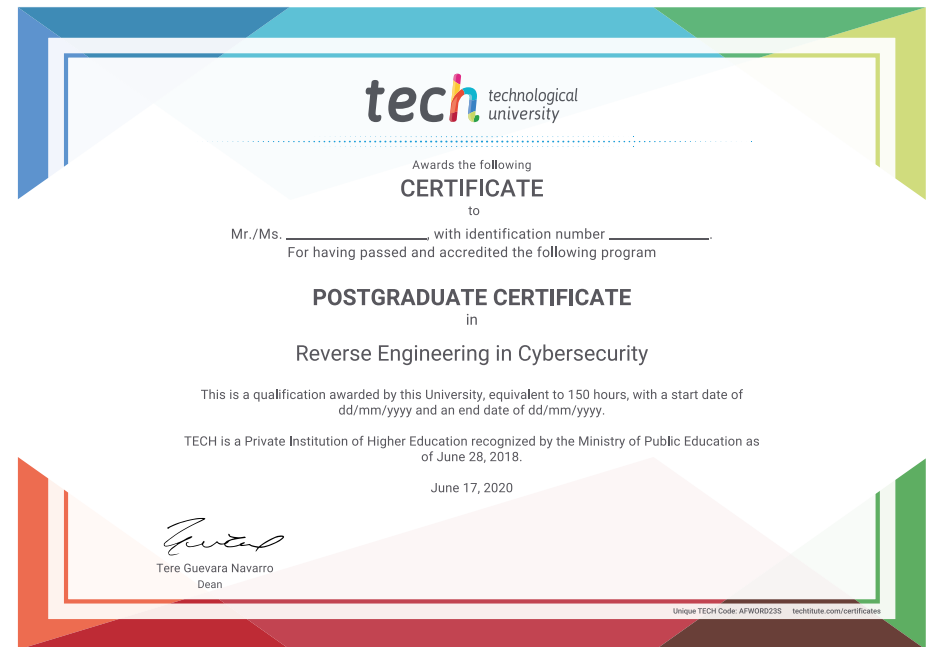 tech technological
university
Awards the following
CERTIFICATE
to
Mr./Ms. ____________________, with identification number ______________.
For having passed and accredited the following program
POSTGRADUATE CERTIFICATE
in
Reverse Engineering in Cybersecurity
This is a qualification awarded by this University, equivalent to 150 hours, with a start date of
dd/mm/yyyy and an end date of dd/mm/yyyy.
TECH is a Private Institution of Higher Education recognized by the Ministry of Public Education as
of June 28, 2018.
June 17, 2020
Tere Guevara Navarro
Dean
Unique TECH Code: AFWORD23S techtitute.com/certificates